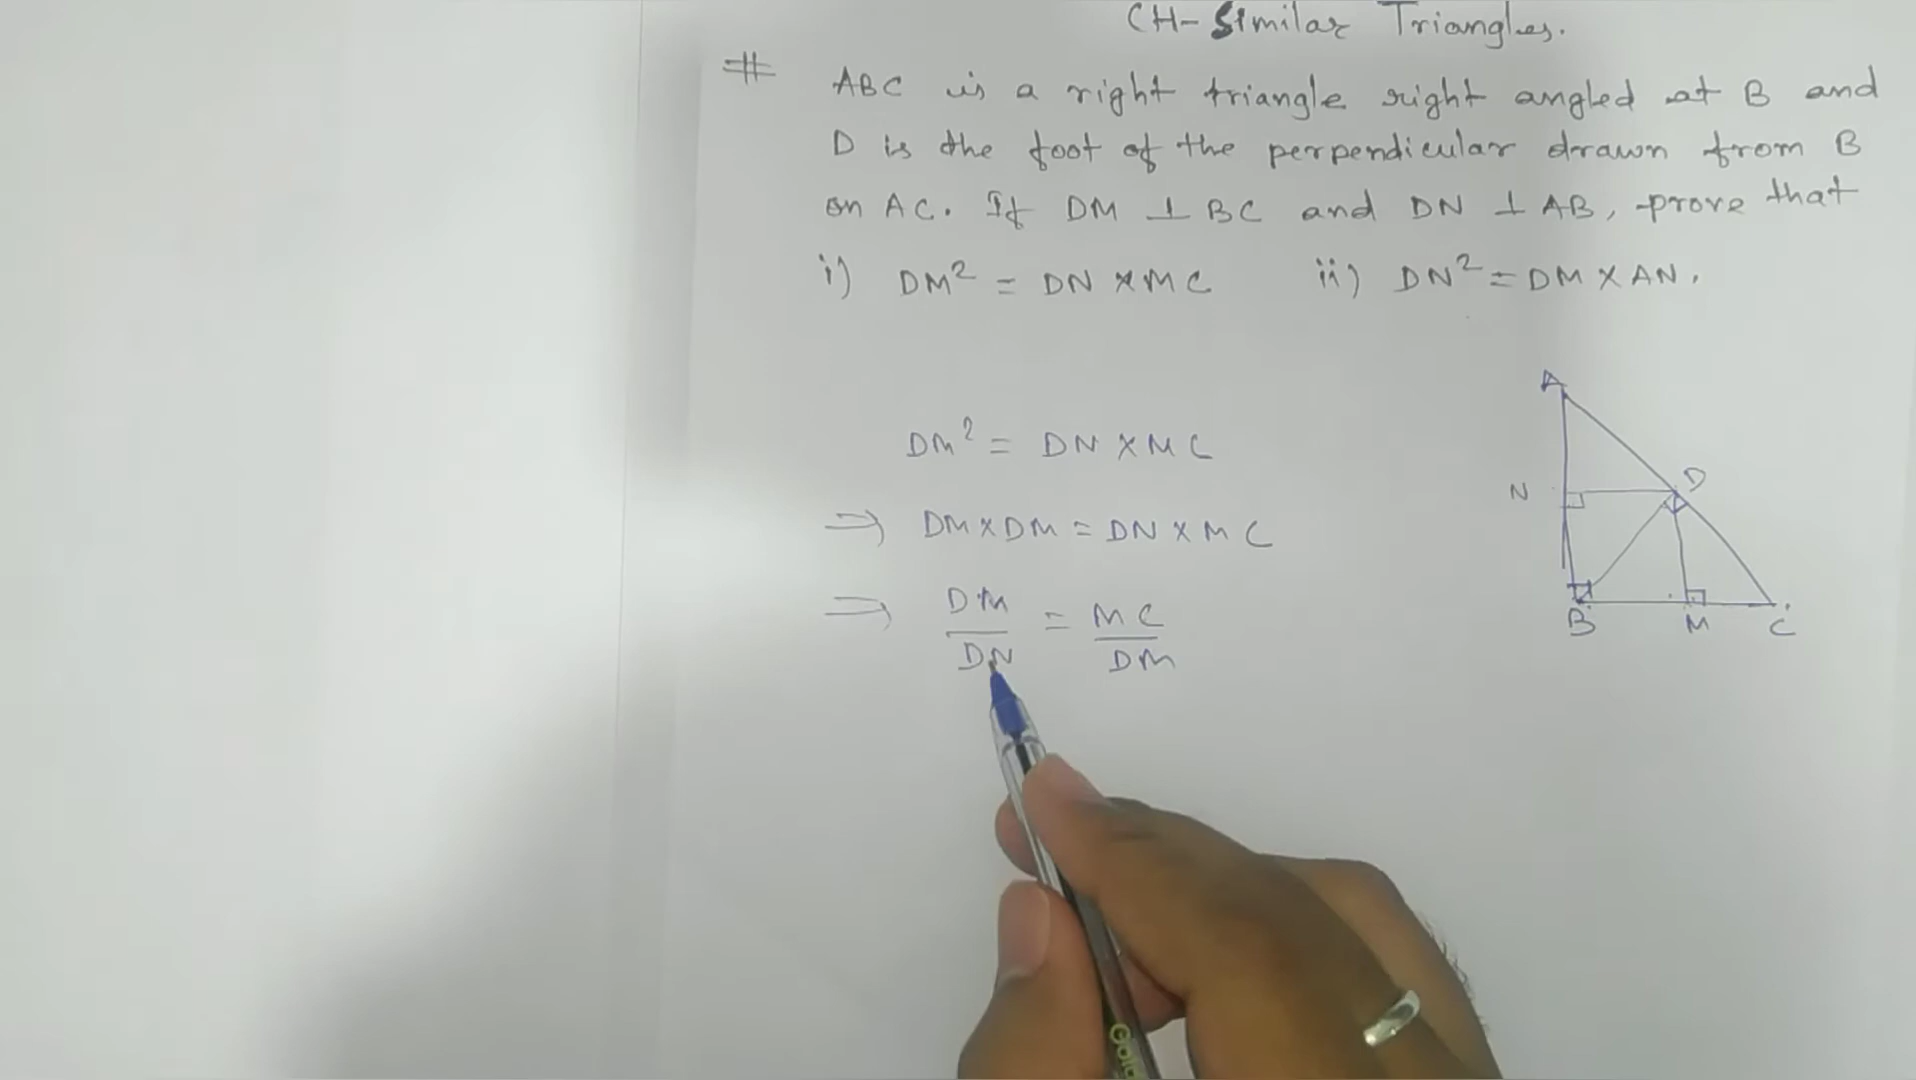 CH- Similar Triangles.
# ABC is a right triangle right angled at B and
D is the foot of the perpendicular drawn from B
on AC. If DM ⊥ BC and DN ⊥ AB, prove that
i) DM² = DN × MC ii) DN² = DM × AN.
DM² = DN × MC
⇒ DM × DM = DN × MC
⇒ DM/DN = MC/DM
A
N
D
B
M
C